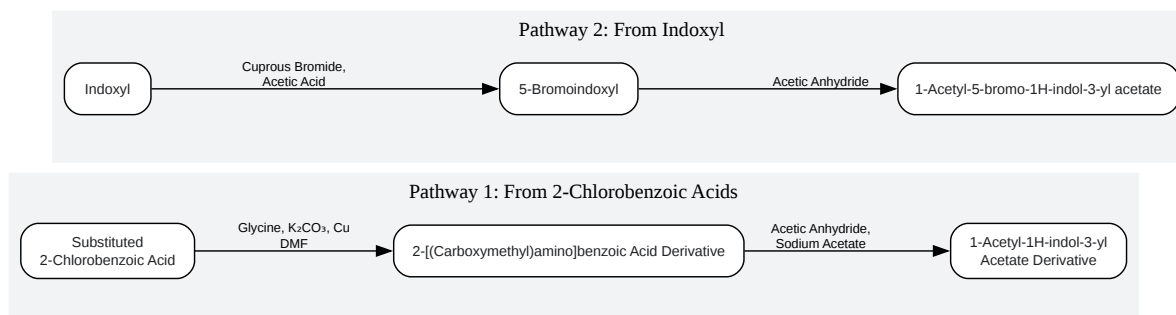 Pathway 2: From Indoxyl
Indoxyl
Cuprous Bromide,
Acetic Acid
5-Bromoindoxyl
Acetic Anhydride
1-Acetyl-5-bromo-1H-indol-3-yl acetate
Pathway 1: From 2-Chlorobenzoic Acids
Substituted
2-Chlorobenzoic Acid
Glycine, K₂CO₃, Cu
DMF
2-[(Carboxymethyl)amino]benzoic Acid Derivative
Acetic Anhydride,
Sodium Acetate
1-Acetyl-1H-indol-3-yl
Acetate Derivative